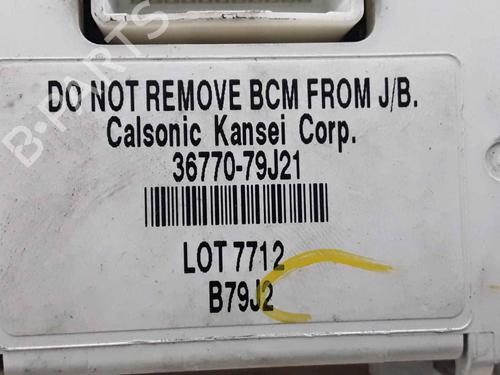 DO NOT REMOVE BCM FROM J/B.
Calsonic Kansei Corp.
36770-79J21
LOT 7712
B79J2
B-PARTS